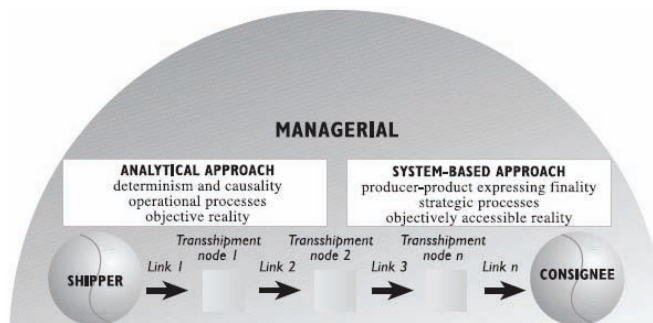 MANAGERIAL
ANALYTICAL APPROACH
determinism and causality
operational processes
objective reality
SYSTEM-BASED APPROACH
producer-product expressing finality
strategic processes
objectively accessible reality
SHIPPER
Link 1
Transshipment
node 1
Link 2
Transshipment
node 2
Link 3
Transshipment
node n
Link n
CONSIGNEE